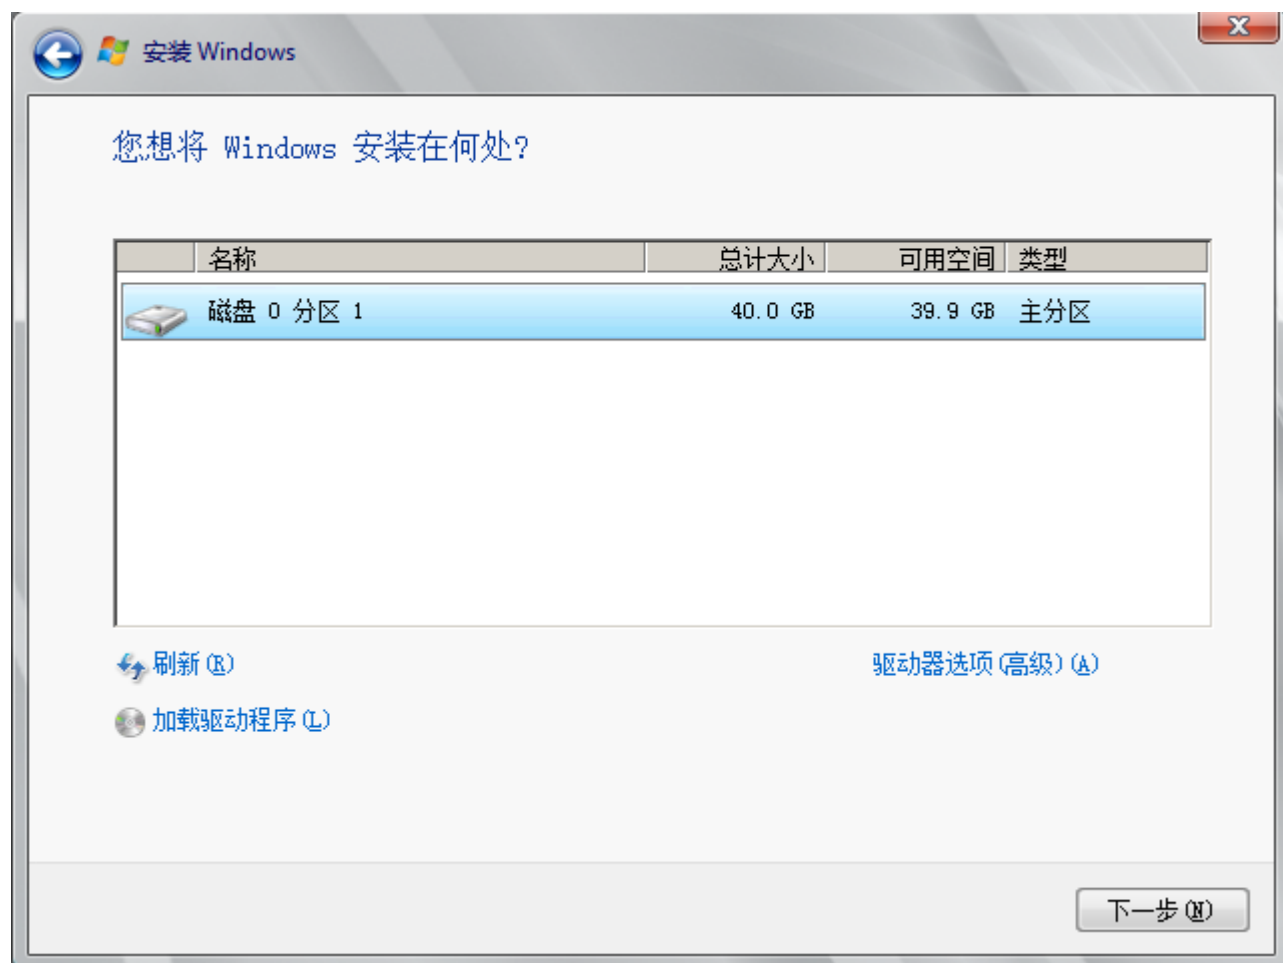 安装 Windows
您想将 Windows 安装在何处?
名称 总计大小 可用空间 类型
磁盘 0 分区 1 40.0 GB 39.9 GB 主分区
刷新(R) 驱动器选项(高级)(A)
加载驱动程序(L)
下一步(N)